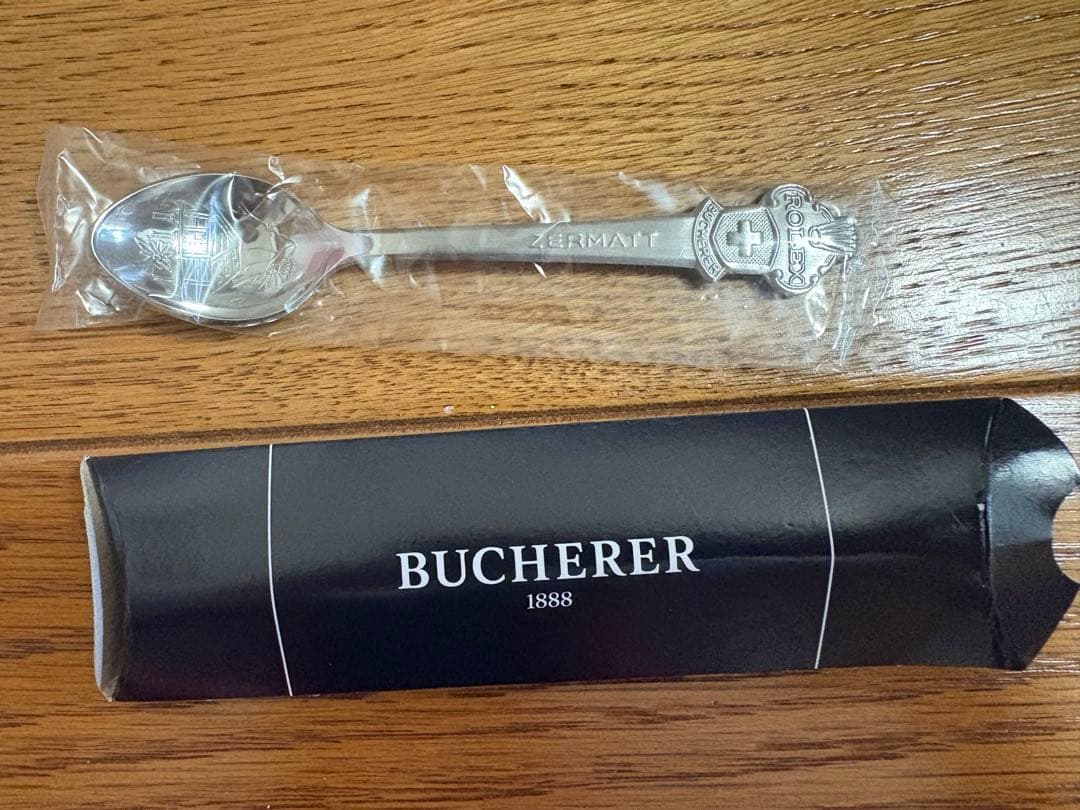 ZERMATT
BUCHERER
ROLEX
BUCHERER
1888